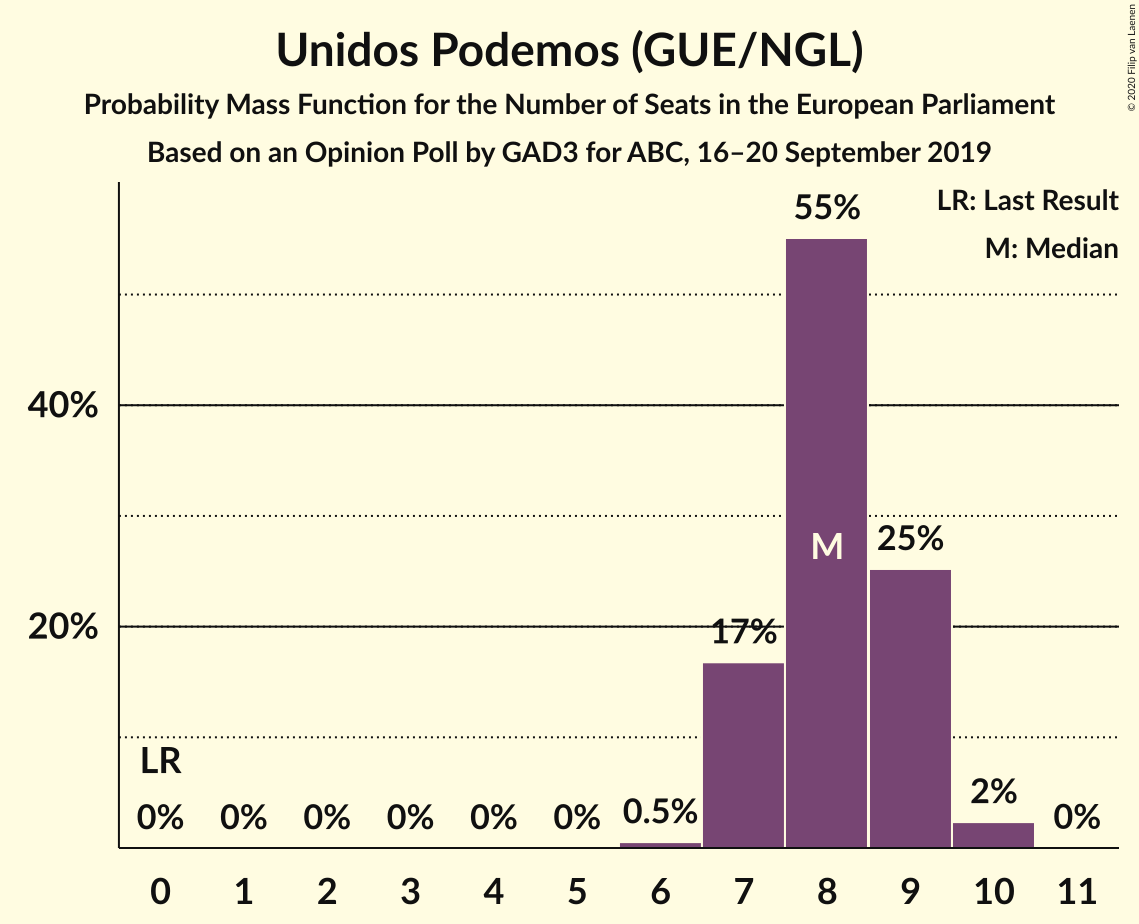 Unidos Podemos (GUE/NGL)
Probability Mass Function for the Number of Seats in the European Parliament
Based on an Opinion Poll by GAD3 for ABC, 16–20 September 2019
© 2020 Filip van Laenen
LR: Last Result
M: Median
55%
40%
M
25%
20%
17%
LR
0% 0% 0% 0% 0% 0% 0.5% 2% 0%
0 1 2 3 4 5 6 7 8 9 10 11